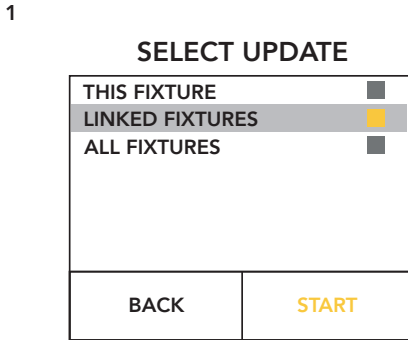 1
SELECT UPDATE
THIS FIXTURE
LINKED FIXTURES
ALL FIXTURES
BACK START